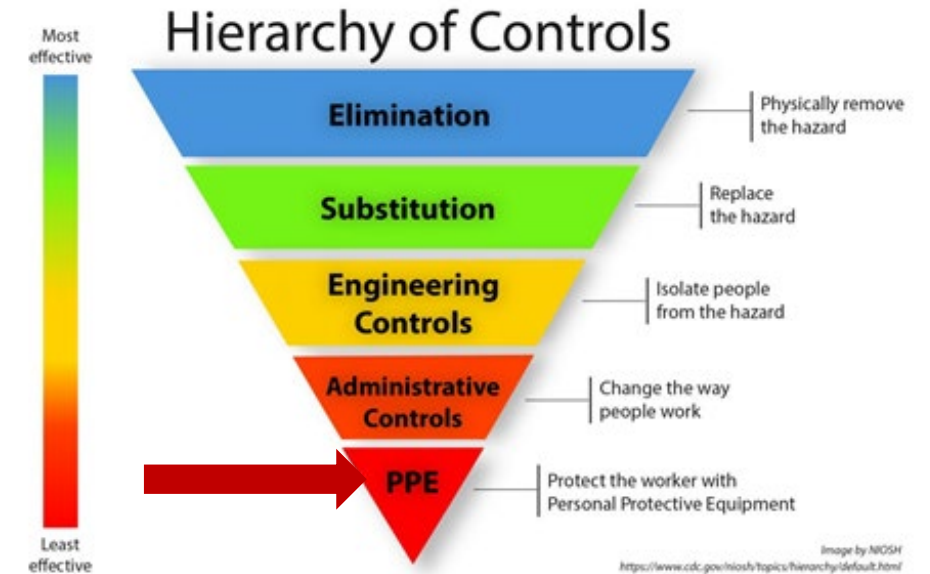 Hierarchy of Controls
Most
effective
Elimination
Physically remove
the hazard
Substitution
Replace
the hazard
Engineering
Controls
Isolate people
from the hazard
Administrative
Controls
Change the way
people work
PPE
Protect the worker with
Personal Protective Equipment
Least
effective
Image by NIOSH
https://www.cdc.gov/niosh/topics/hierarchy/default.html